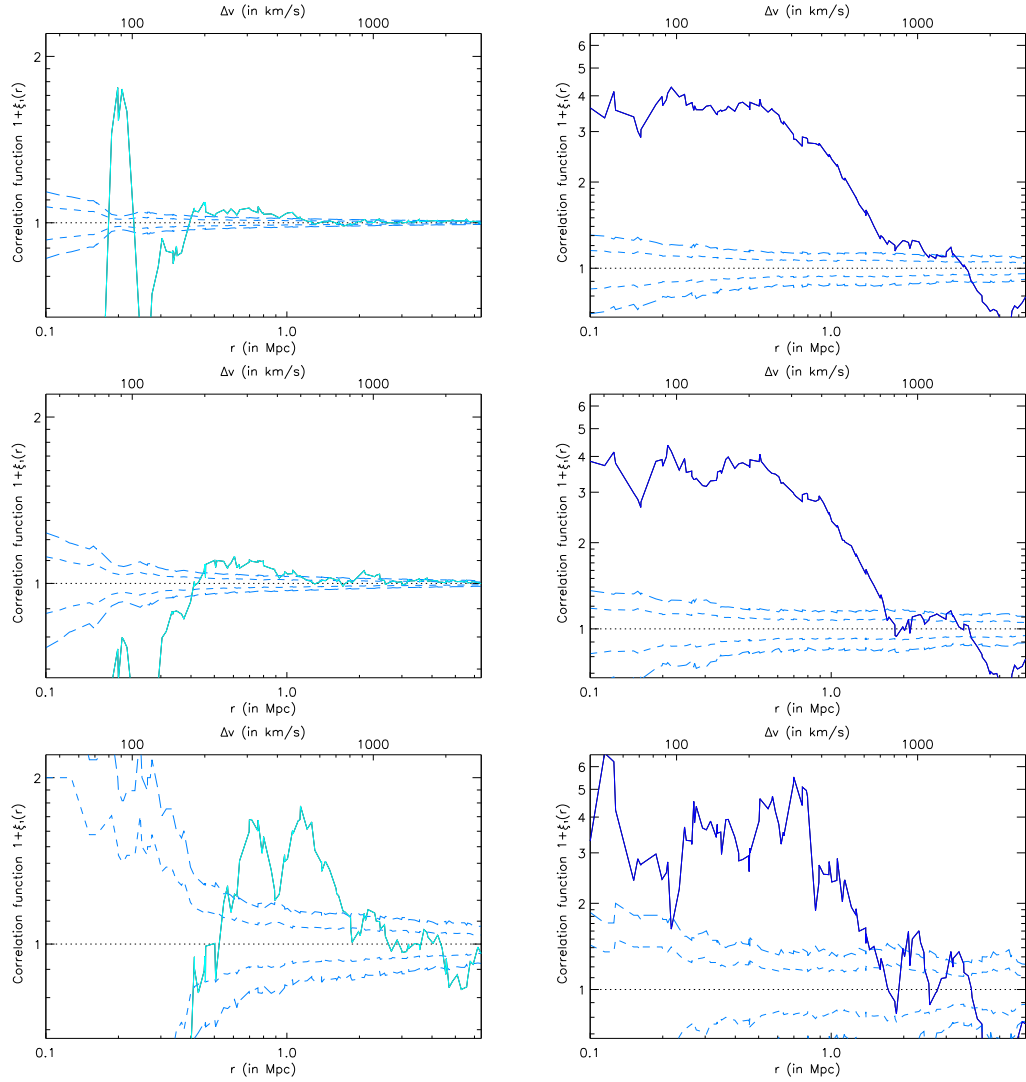 Δv (in km/s)
100 1000
2
1
Correlation function 1+ξ₁(r)
0.1 1.0
r (in Mpc)
Δv (in km/s)
100 1000
6
5
4
3
2
1
Correlation function 1+ξ₁(r)
0.1 1.0
r (in Mpc)
Δv (in km/s)
100 1000
2
1
Correlation function 1+ξ₁(r)
0.1 1.0
r (in Mpc)
Δv (in km/s)
100 1000
6
5
4
3
2
1
Correlation function 1+ξ₁(r)
0.1 1.0
r (in Mpc)
Δv (in km/s)
100 1000
2
1
Correlation function 1+ξ₁(r)
0.1 1.0
r (in Mpc)
Δv (in km/s)
100 1000
6
5
4
3
2
1
Correlation function 1+ξ₁(r)
0.1 1.0
r (in Mpc)